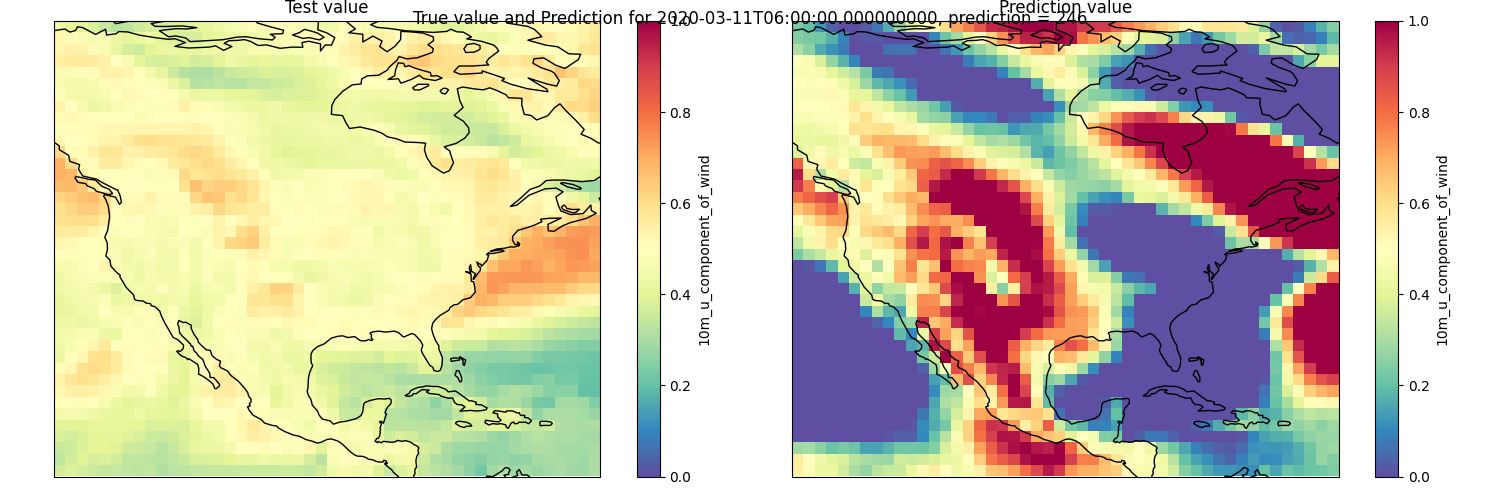 Test value
True value and Prediction for 2020-03-11T06:00:00.000000000, prediction = 246
Prediction value
1.0
0.8
0.6
0.4
0.2
0.0
10m_u_component_of_wind
1.0
0.8
0.6
0.4
0.2
0.0
10m_u_component_of_wind